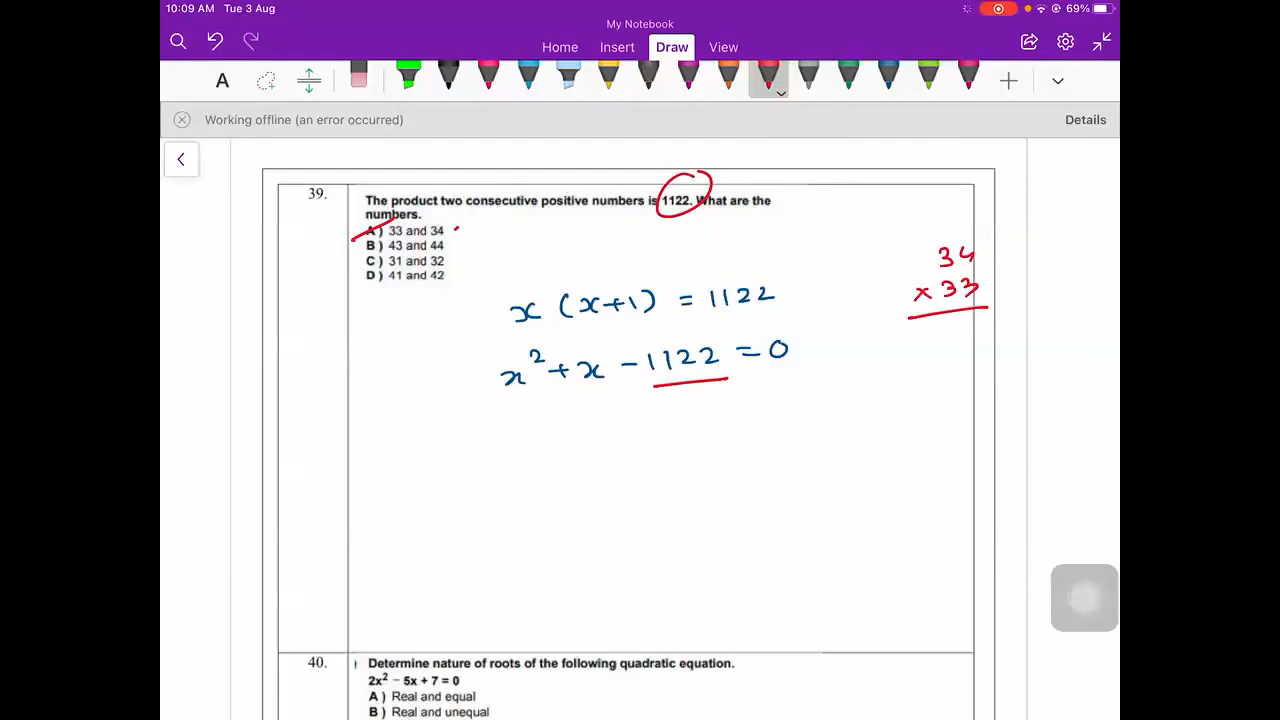 10:09 AM Tue 3 Aug
69%
My Notebook
Home Insert Draw View
A
Working offline (an error occurred)
Details
39.
The product two consecutive positive numbers is 1122. What are the
numbers.
A ) 33 and 34
B ) 43 and 44
C ) 31 and 32
D ) 41 and 42
34
× 33
x (x+1) = 1122
x² + x - 1122 = 0
40.
Determine nature of roots of the following quadratic equation.
2x² - 5x + 7 = 0
A ) Real and equal
B ) Real and unequal